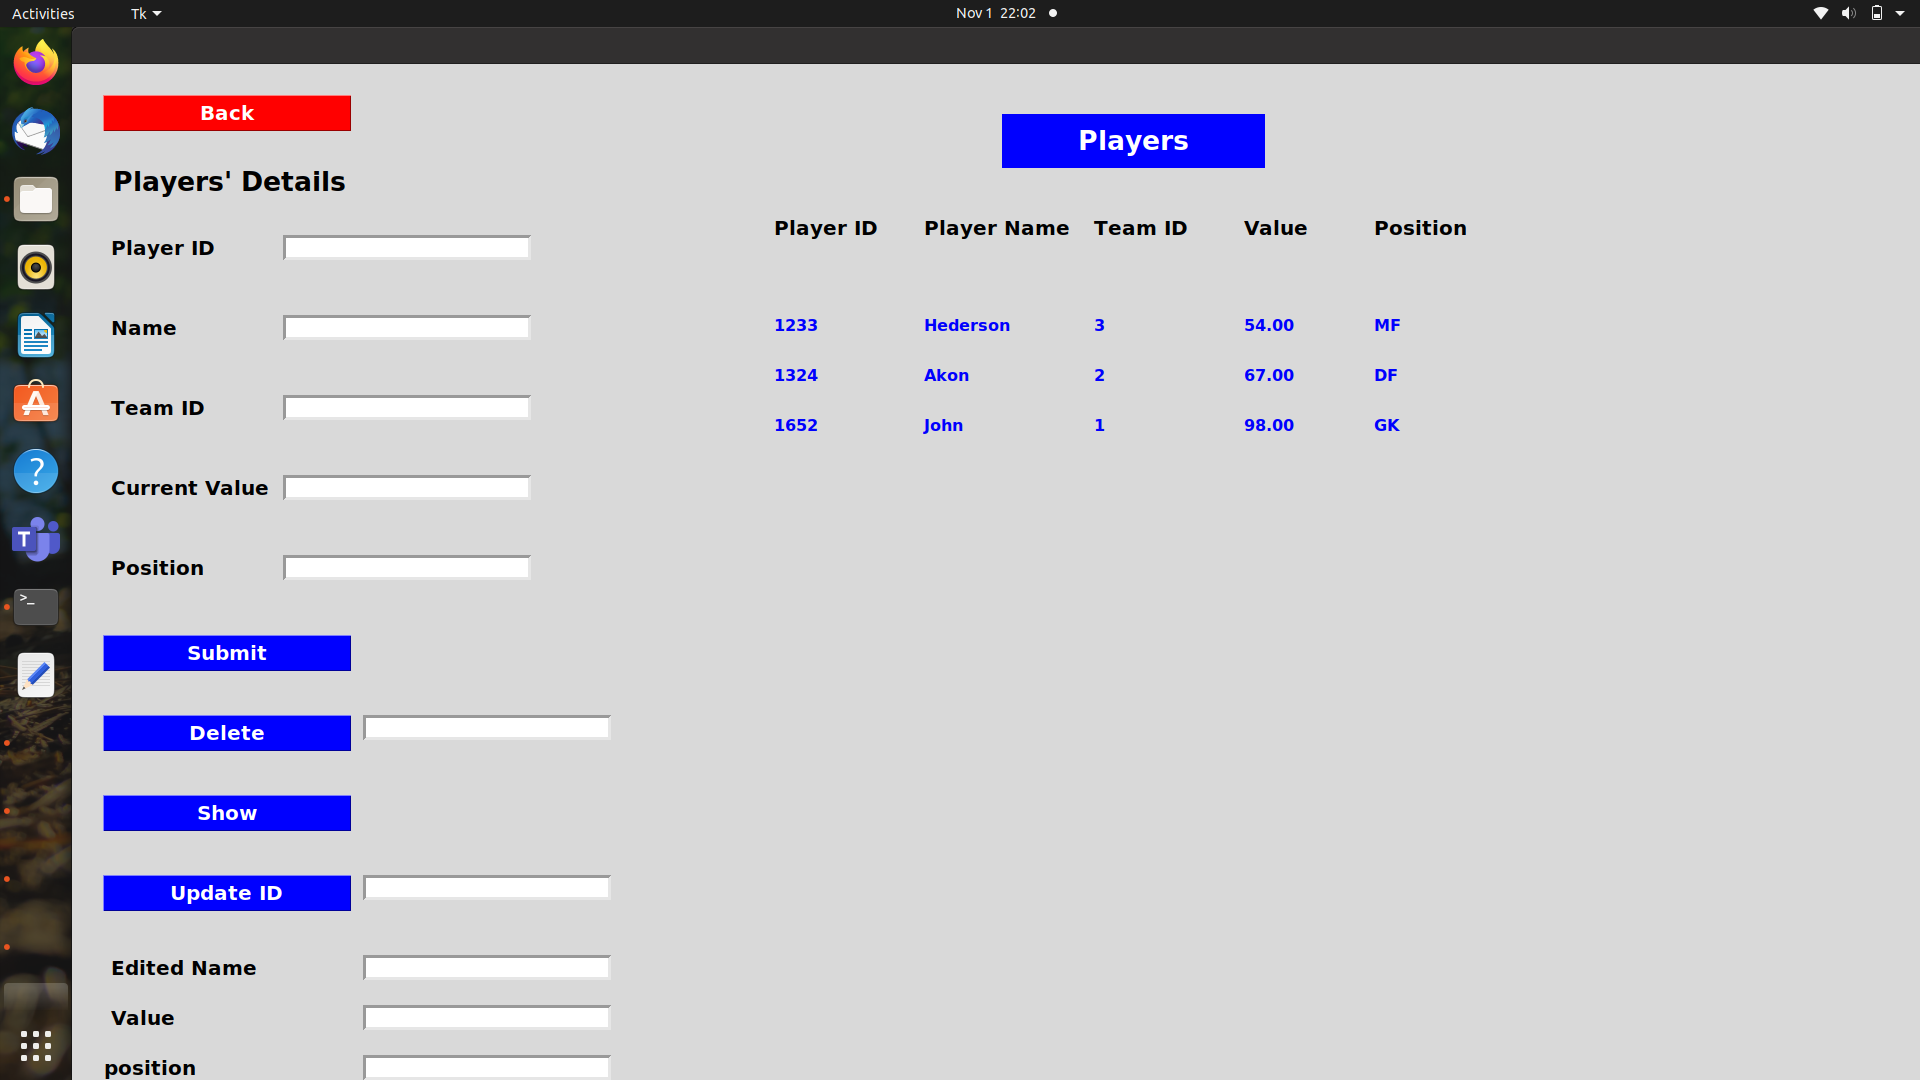 Activities
Tk
Nov 1 22:02
Back
Players' Details
Player ID
Name
Team ID
Current Value
Position
Submit
Delete
Show
Update ID
Edited Name
Value
position
Players
Player ID Player Name Team ID Value Position
1233 Hederson 3 54.00 MF
1324 Akon 2 67.00 DF
1652 John 1 98.00 GK